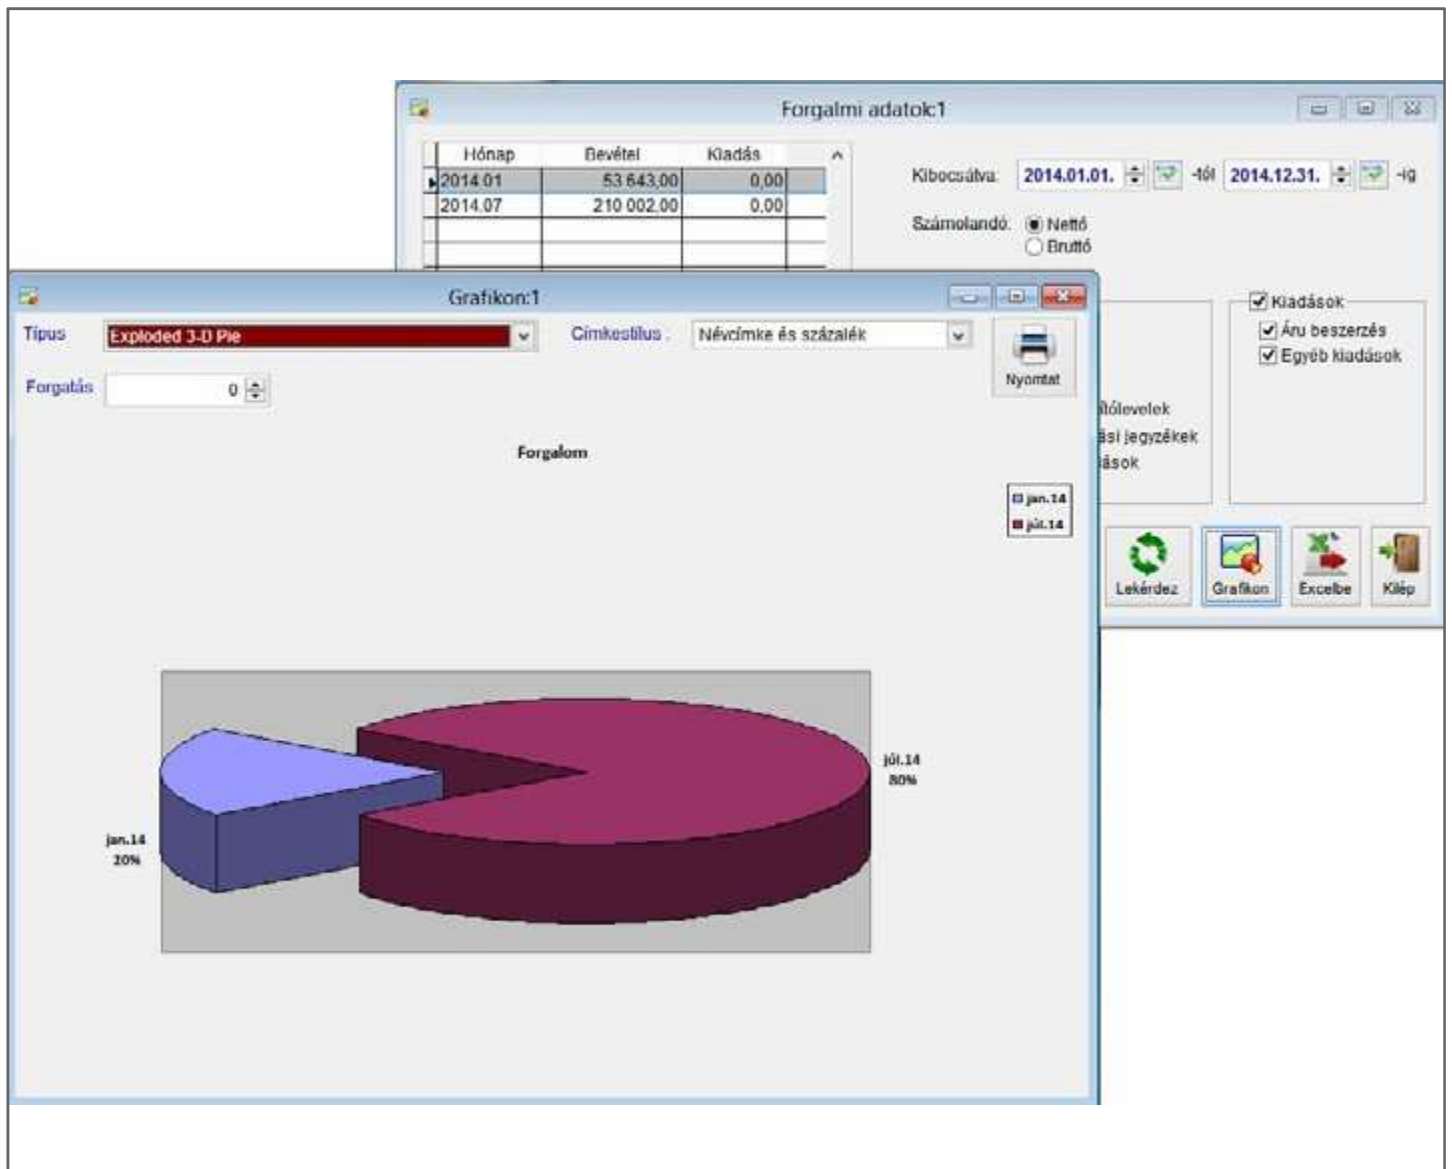 Forgalmi adatok:1
Hónap Bevétel Kiadás
2014.01 53 643,00 0,00
2014.07 210 002,00 0,00
Kibocsátva: 2014.01.01. -tól 2014.12.31. -ig
Számolandó: Nettó
Bruttó
Grafikon:1
Típus Exploded 3-D Pie Címkestílus : Névcímke és százalék
Nyomtat
Forgatás 0
Kiadások
Áru beszerzés
Egyéb kiadások
ítólevelek
ási jegyzékek
ások
Forgalom
jan.14
júl.14
Lekérdez Grafikon Excelbe Kilép
júl.14
80%
jan.14
20%